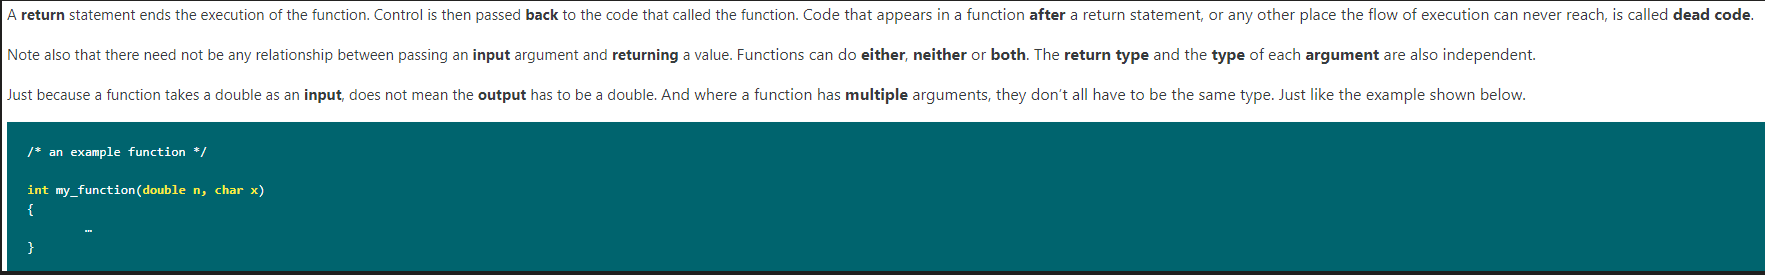 A return statement ends the execution of the function. Control is then passed back to the code that called the function. Code that appears in a function after a return statement, or any other place the flow of execution can never reach, is called dead code.
Note also that there need not be any relationship between passing an input argument and returning a value. Functions can do either, neither or both. The return type and the type of each argument are also independent.
Just because a function takes a double as an input, does not mean the output has to be a double. And where a function has multiple arguments, they don't all have to be the same type. Just like the example shown below.
/* an example function */
int my_function(double n, char x)
{
…
}